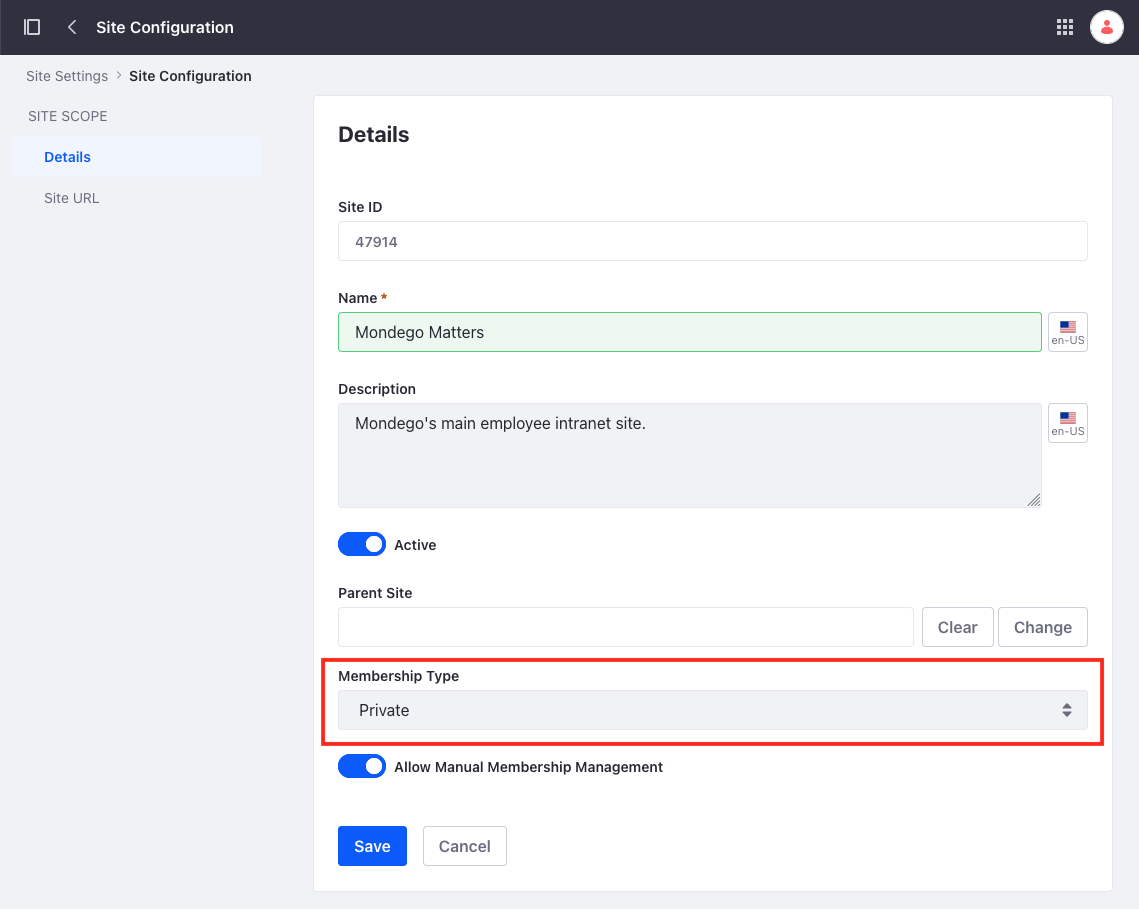 Site Configuration
Site Settings > Site Configuration
SITE SCOPE
Details
Site URL
Details
Site ID
47914
Name *
Mondego Matters
en-US
Description
Mondego's main employee intranet site.
en-US
Active
Parent Site
Clear Change
Membership Type
Private
Allow Manual Membership Management
Save Cancel